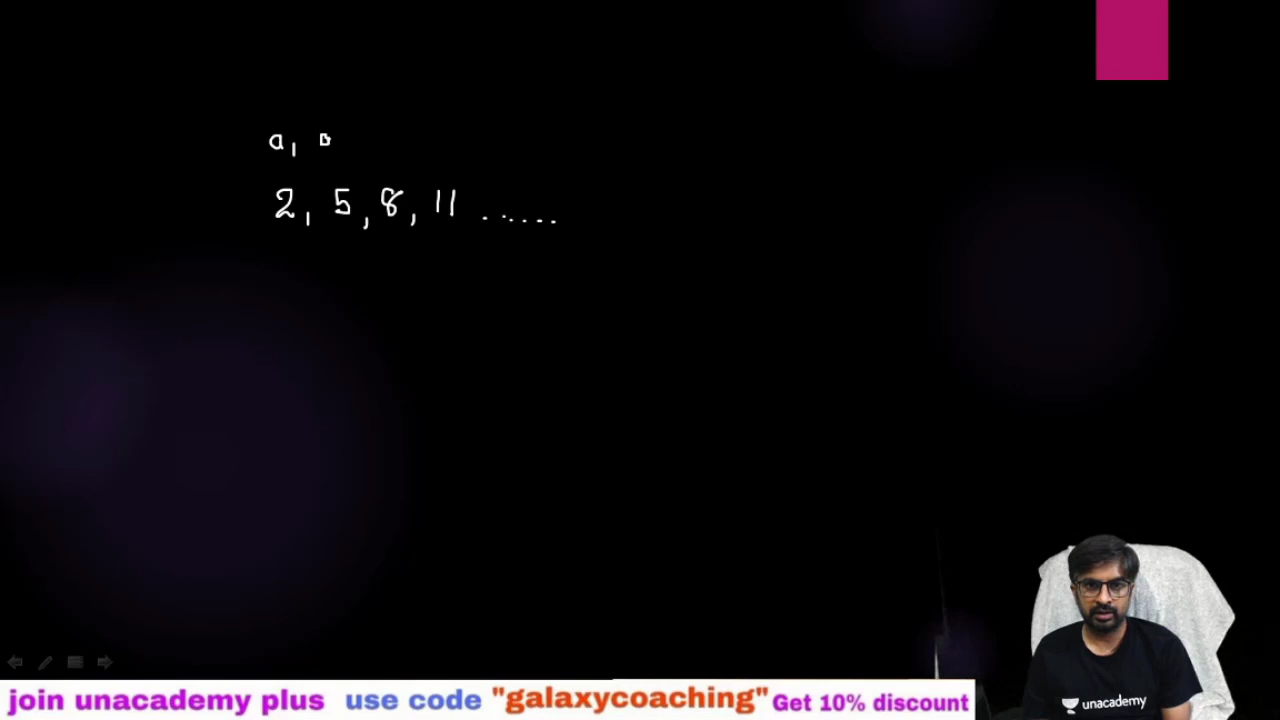 a,
2, 5, 8, 11 ......
unacademy
join unacademy plus use code "galaxycoaching" Get 10% discount